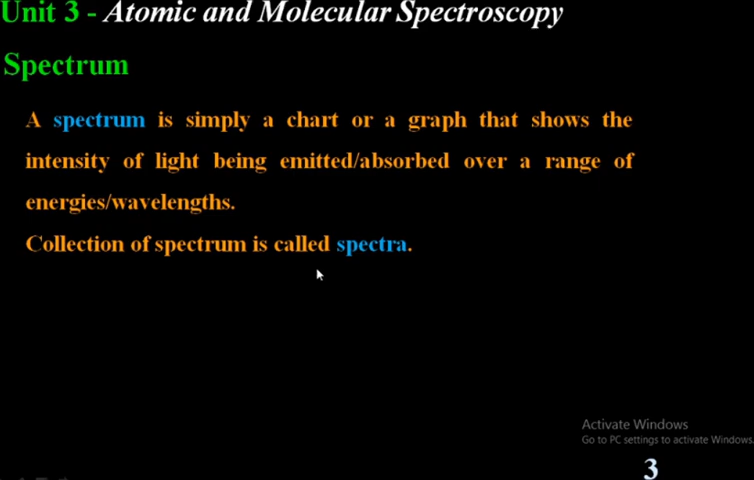 Unit 3 - Atomic and Molecular Spectroscopy
Spectrum
A spectrum is simply a chart or a graph that shows the
intensity of light being emitted/absorbed over a range of
energies/wavelengths.
Collection of spectrum is called spectra.
Activate Windows
Go to PC settings to activate Windows.
3